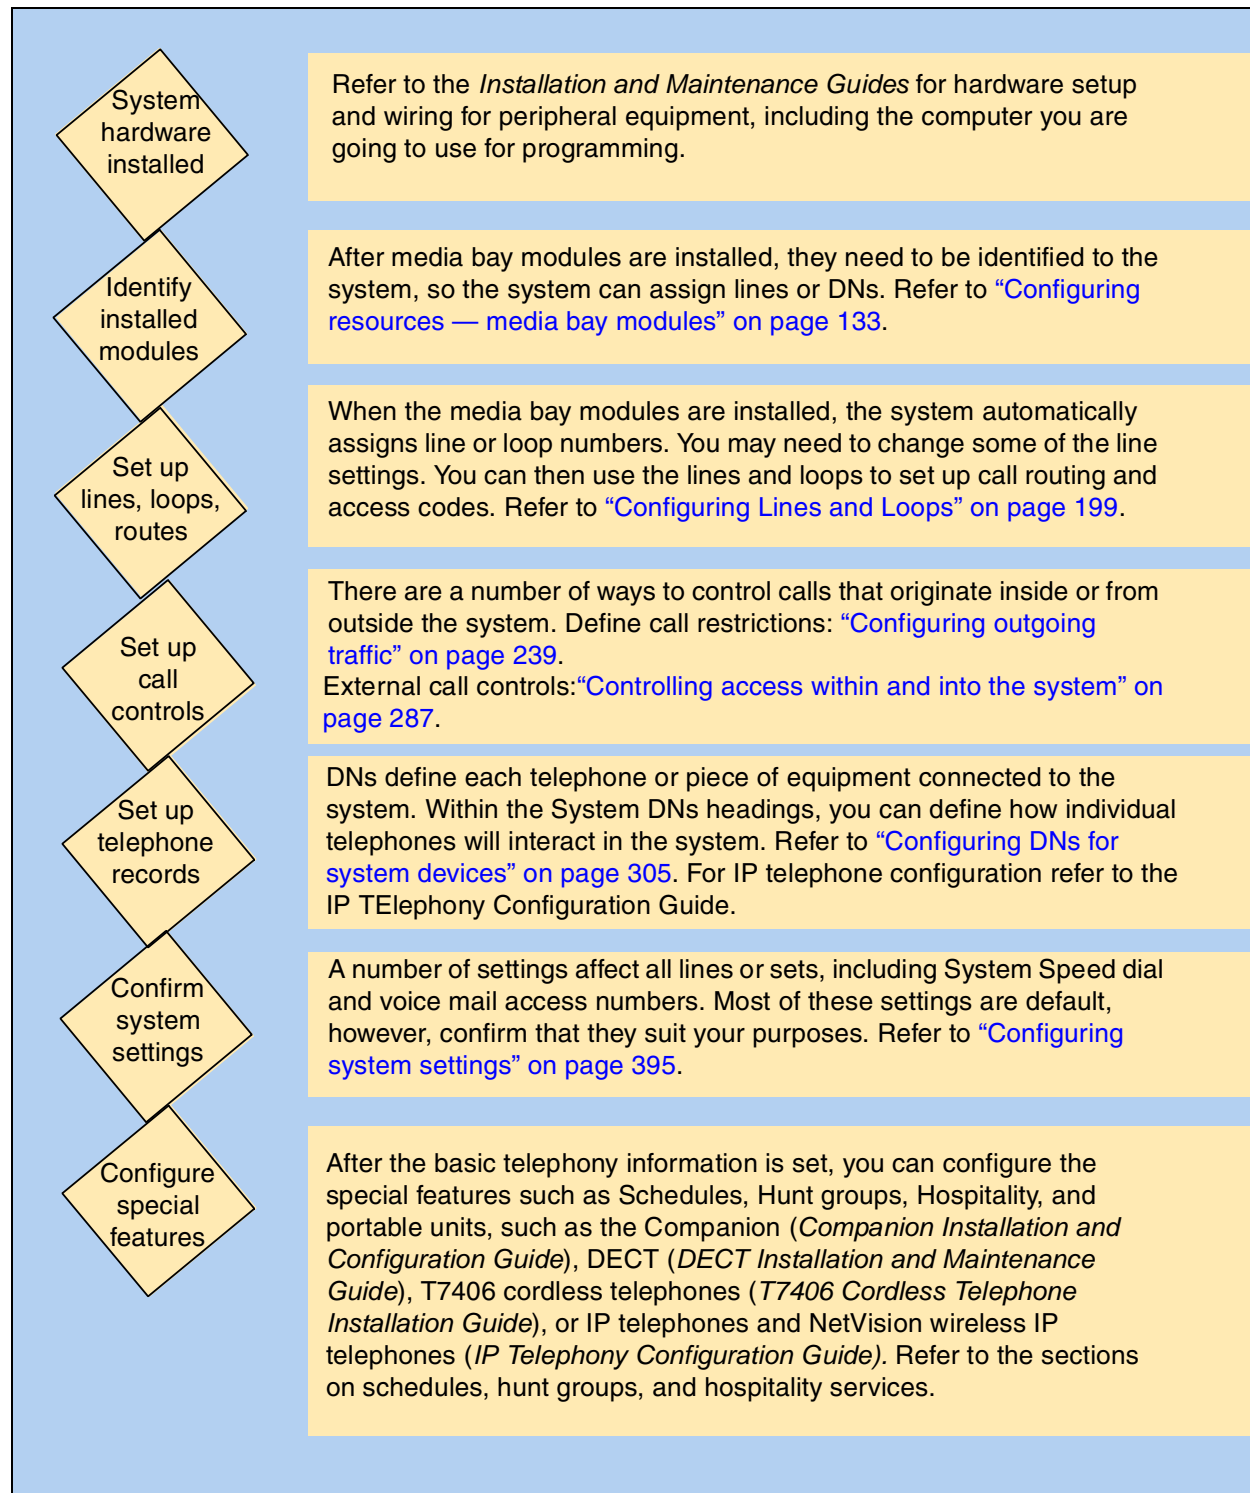 System
hardware
installed
Refer to the Installation and Maintenance Guides for hardware setup
and wiring for peripheral equipment, including the computer you are
going to use for programming.
Identify
installed
modules
After media bay modules are installed, they need to be identified to the
system, so the system can assign lines or DNs. Refer to “Configuring
resources — media bay modules” on page 133.
Set up
lines, loops,
routes
When the media bay modules are installed, the system automatically
assigns line or loop numbers. You may need to change some of the line
settings. You can then use the lines and loops to set up call routing and
access codes. Refer to “Configuring Lines and Loops” on page 199.
Set up
call
controls
There are a number of ways to control calls that originate inside or from
outside the system. Define call restrictions: “Configuring outgoing
traffic” on page 239.
External call controls:“Controlling access within and into the system” on
page 287.
Set up
telephone
records
DNs define each telephone or piece of equipment connected to the
system. Within the System DNs headings, you can define how individual
telephones will interact in the system. Refer to “Configuring DNs for
system devices” on page 305. For IP telephone configuration refer to the
IP TElephony Configuration Guide.
Confirm
system
settings
A number of settings affect all lines or sets, including System Speed dial
and voice mail access numbers. Most of these settings are default,
however, confirm that they suit your purposes. Refer to “Configuring
system settings” on page 395.
Configure
special
features
After the basic telephony information is set, you can configure the
special features such as Schedules, Hunt groups, Hospitality, and
portable units, such as the Companion (Companion Installation and
Configuration Guide), DECT (DECT Installation and Maintenance
Guide), T7406 cordless telephones (T7406 Cordless Telephone
Installation Guide), or IP telephones and NetVision wireless IP
telephones (IP Telephony Configuration Guide). Refer to the sections
on schedules, hunt groups, and hospitality services.